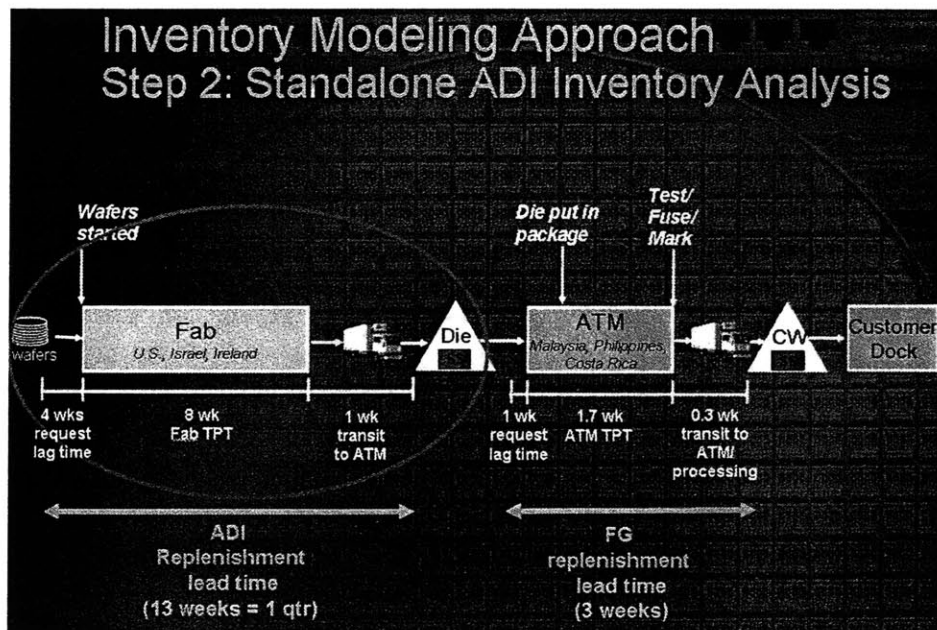 Inventory Modeling Approach
Step 2: Standalone ADI Inventory Analysis
Wafers
started
Die put in
package
Test/
Fuse/
Mark
wafers
Fab
U.S., Israel, Ireland
Die
ATM
Malaysia, Philippines,
Costa Rica
CW
Customer
Dock
4 wks
request
lag time
8 wk
Fab TPT
1 wk
transit
to ATM
1 wk
request
lag time
1.7 wk
ATM TPT
0.3 wk
transit to
ATM/
processing
ADI
Replenishment
lead time
(13 weeks = 1 qtr)
FG
replenishment
lead time
(3 weeks)